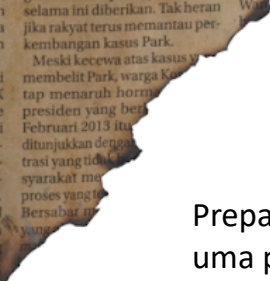 selama ini diberikan. Tak heran
jika rakyat terus memantau per-
kembangan kasus Park.
Meski kecewa atas kasus
membelit Park, warga
tap menaruh
presiden yang
Februari 2013 itu
ditunjukkan dengan
trasi yang
syarakat
proses yang
Bersabar
yang
Prepa
uma p